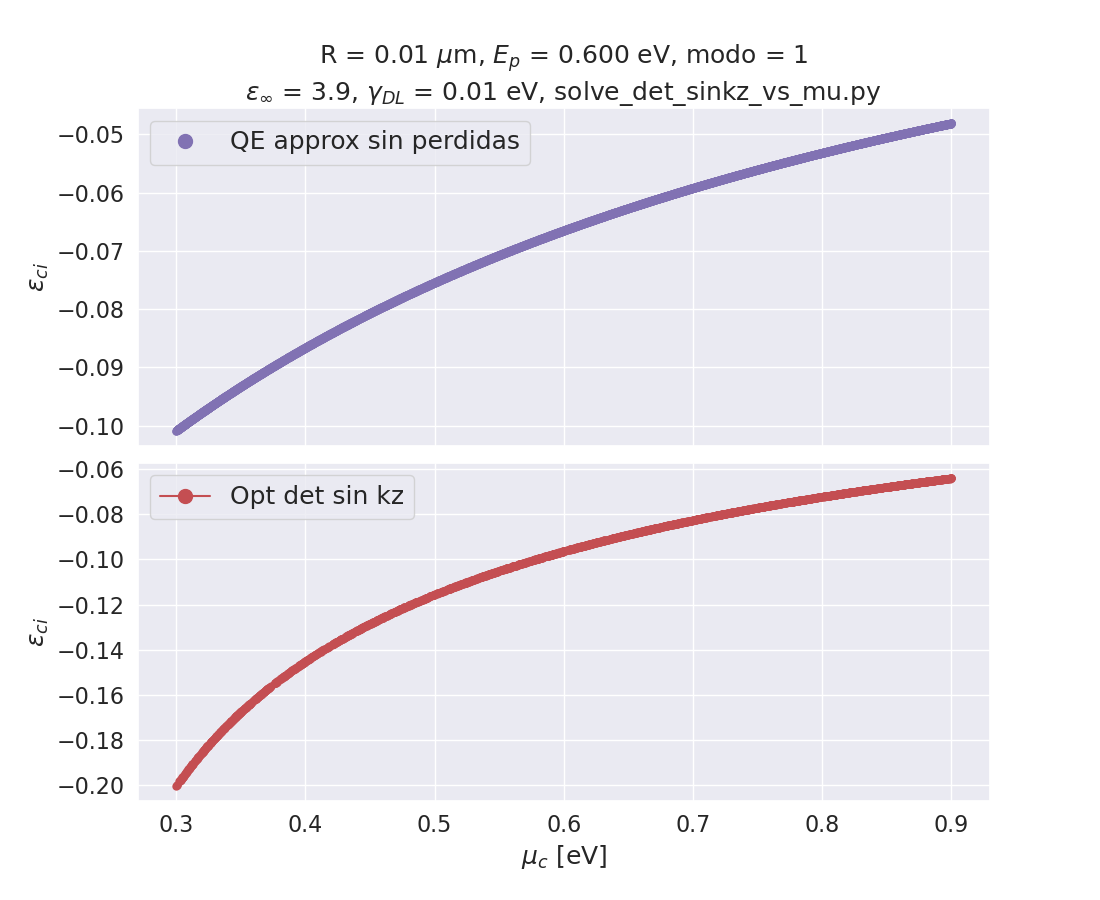 R = 0.01 μm, E_p = 0.600 eV, modo = 1
ε_∞ = 3.9, γ_DL = 0.01 eV, solve_det_sinkz_vs_mu.py
QE approx sin perdidas
ε_ci
−0.05
−0.06
−0.07
−0.08
−0.09
−0.10
Opt det sin kz
ε_ci
−0.06
−0.08
−0.10
−0.12
−0.14
−0.16
−0.18
−0.20
0.3 0.4 0.5 0.6 0.7 0.8 0.9
μ_c [eV]